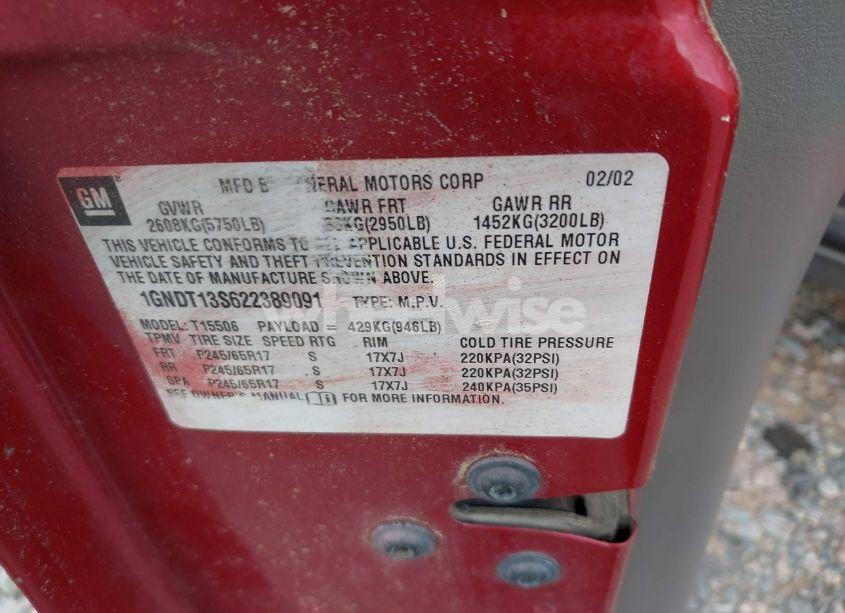 GM
MFD B NERAL MOTORS CORP 02/02
GVWR GAWR FRT GAWR RR
2608KG(5750LB) KG(2950LB) 1452KG(3200LB)
THIS VEHICLE CONFORMS TO APPLICABLE U.S. FEDERAL MOTOR
VEHICLE SAFETY AND THEFT PREVENTION STANDARDS IN EFFECT ON
THE DATE OF MANUFACTURE SHOWN ABOVE.
1GNDT13S622389091 TYPE: M.P.V.
wheelwise
MODEL: T15506 PAYLOAD = 429KG(946LB)
TPMV TIRE SIZE SPEED RTG RIM COLD TIRE PRESSURE
FRT P245/65R17 S 17X7J 220KPA(32PSI)
RR P245/65R17 S 17X7J 220KPA(32PSI)
SPA P245/65R17 S 17X7J 240KPA(35PSI)
SEE OWNER'S MANUAL FOR MORE INFORMATION.